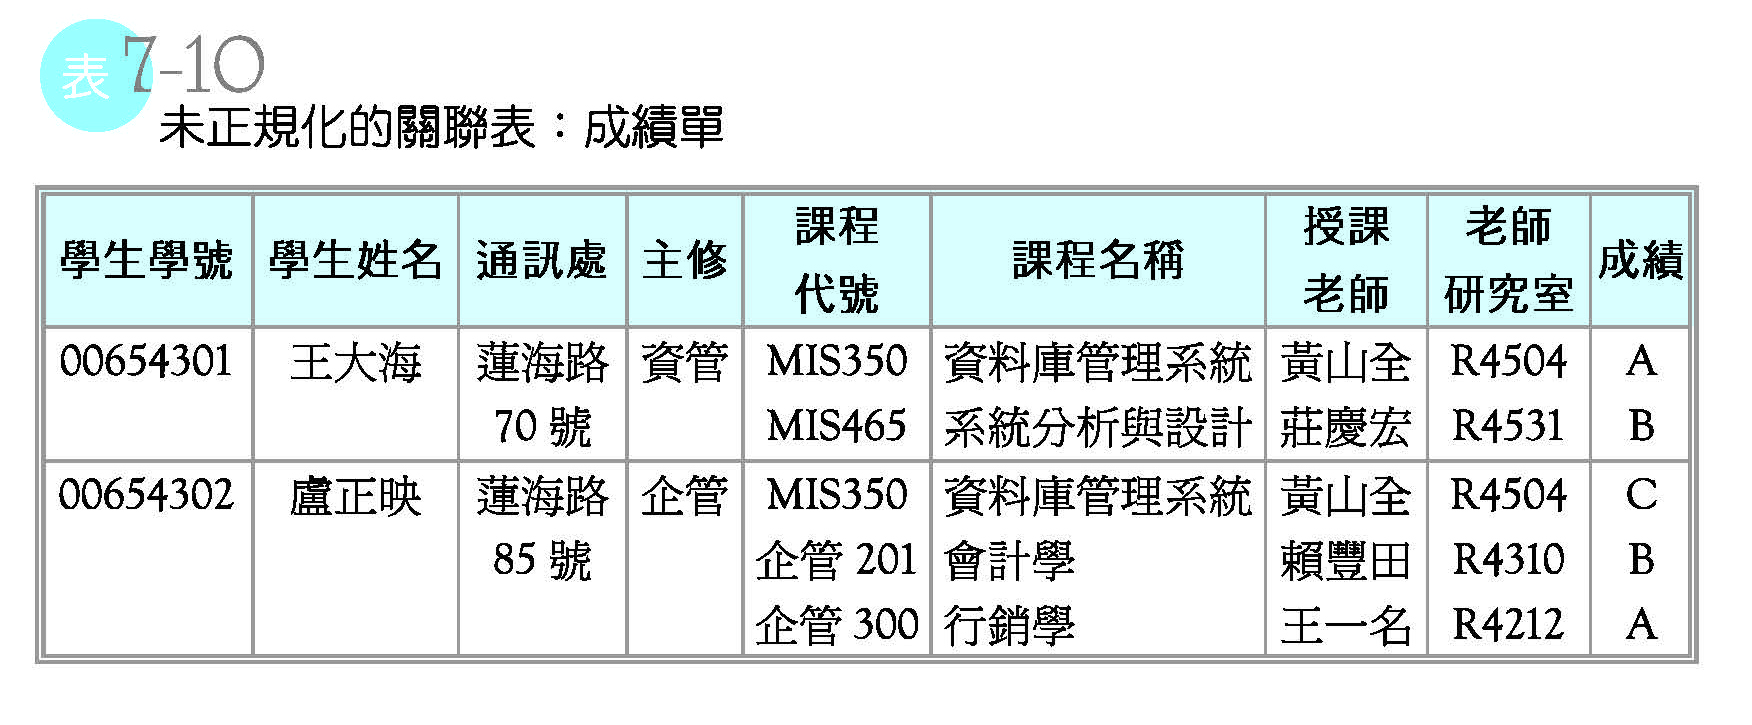 表 7-10
未正規化的關聯表：成績單
學生學號 學生姓名 通訊處 主修 課程代號 課程名稱 授課老師 老師研究室 成績
00654301 王大海 蓮海路 資管 MIS350 資料庫管理系統 黃山全 R4504 A
70 號 MIS465 系統分析與設計 莊慶宏 R4531 B
00654302 盧正映 蓮海路 企管 MIS350 資料庫管理系統 黃山全 R4504 C
85 號 企管 201 會計學 賴豐田 R4310 B
企管 300 行銷學 王一名 R4212 A